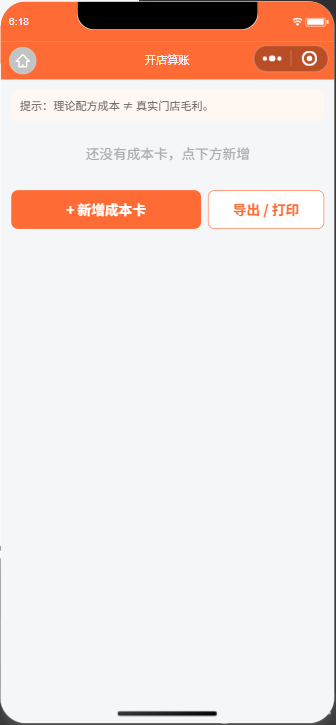 6:18
开店算账
提示：理论配方成本 ≠ 真实门店毛利。
还没有成本卡，点下方新增
+ 新增成本卡
导出 / 打印